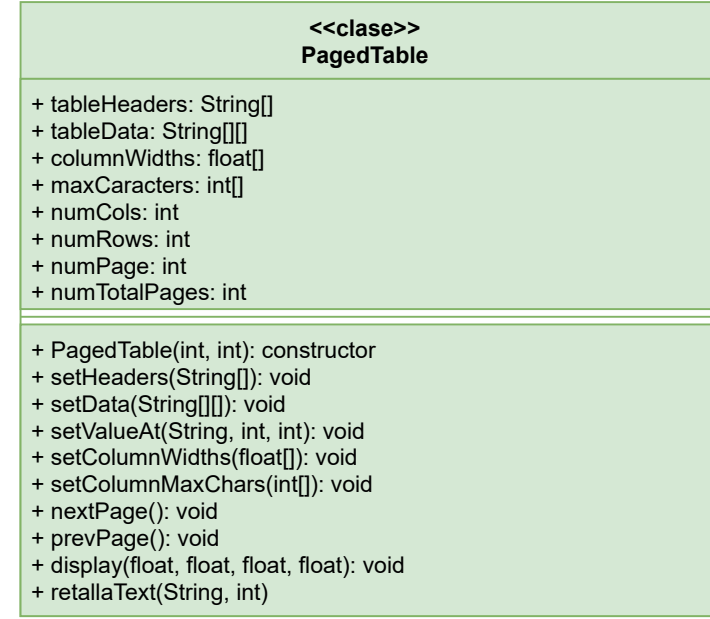 <<clase>>
PagedTable
+ tableHeaders: String[]
+ tableData: String[][]
+ columnWidths: float[]
+ maxCaracters: int[]
+ numCols: int
+ numRows: int
+ numPage: int
+ numTotalPages: int
+ PagedTable(int, int): constructor
+ setHeaders(String[]): void
+ setData(String[][]): void
+ setValueAt(String, int, int): void
+ setColumnWidths(float[]): void
+ setColumnMaxChars(int[]): void
+ nextPage(): void
+ prevPage(): void
+ display(float, float, float, float): void
+ retallaText(String, int)